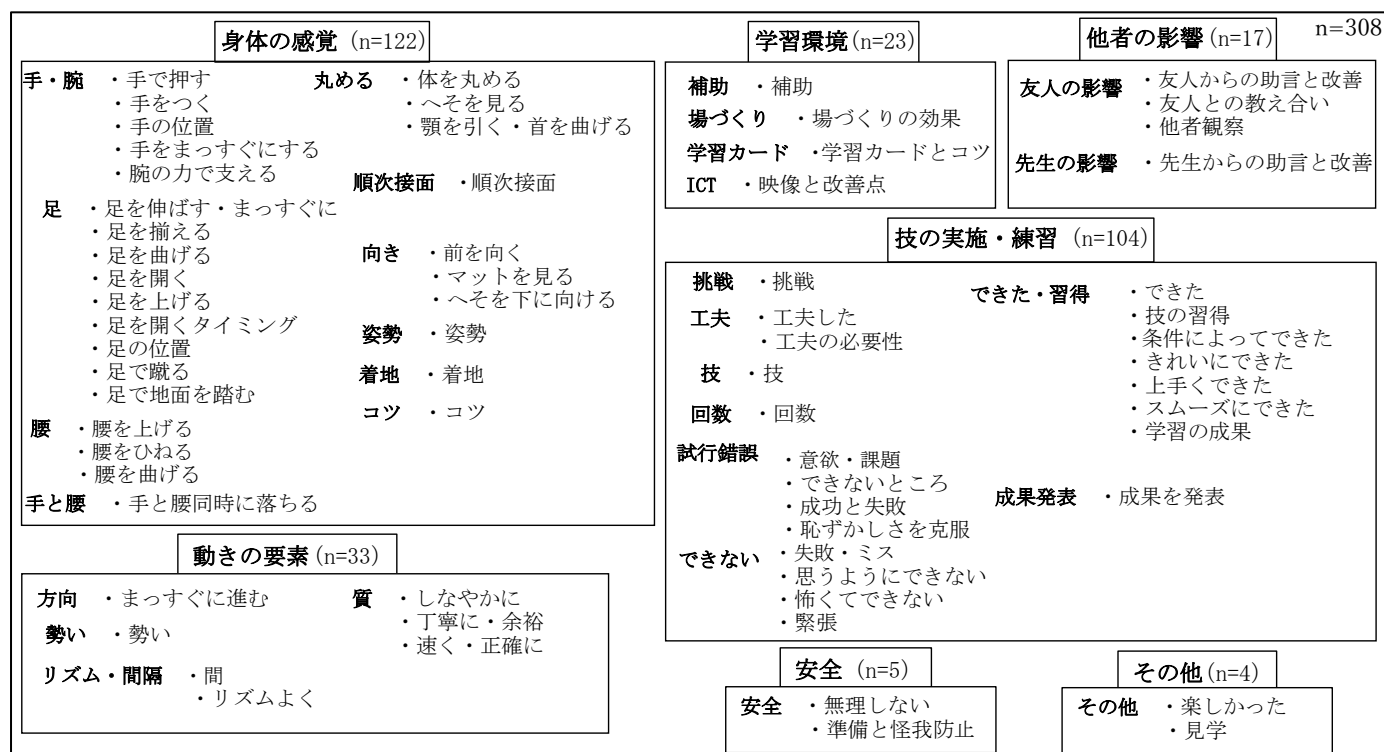 n=308
身体の感覚 (n=122)
手・腕 ・手で押す
・手をつく
・手の位置
・手をまっすぐにする
・腕の力で支える
足 ・足を伸ばす・まっすぐに
・足を揃える
・足を曲げる
・足を開く
・足を上げる
・足を開くタイミング
・足の位置
・足で蹴る
・足で地面を踏む
腰 ・腰を上げる
・腰をひねる
・腰を曲げる
手と腰 ・手と腰同時に落ちる
丸める ・体を丸める
・へそを見る
・顎を引く・首を曲げる
順次接面 ・順次接面
向き ・前を向く
・マットを見る
・へそを下に向ける
姿勢 ・姿勢
着地 ・着地
コツ ・コツ
動きの要素(n=33)
方向 ・まっすぐに進む
勢い ・勢い
リズム・間隔 ・間
・リズムよく
質 ・しなやかに
・丁寧に・余裕
・速く・正確に
学習環境(n=23)
補助 ・補助
場づくり ・場づくりの効果
学習カード ・学習カードとコツ
ICT ・映像と改善点
他者の影響(n=17)
友人の影響 ・友人からの助言と改善
・友人との教え合い
・他者観察
先生の影響 ・先生からの助言と改善
技の実施・練習 (n=104)
挑戦 ・挑戦
工夫 ・工夫した
・工夫の必要性
技 ・技
回数 ・回数
試行錯誤 ・意欲・課題
・できないところ
・成功と失敗
・恥ずかしさを克服
できない ・失敗・ミス
・思うようにできない
・怖くてできない
・緊張
できた・習得 ・できた
・技の習得
・条件によってできた
・きれいにできた
・上手くできた
・スムーズにできた
・学習の成果
成果発表 ・成果を発表
安全 (n=5)
安全 ・無理しない
・準備と怪我防止
その他(n=4)
その他 ・楽しかった
・見学